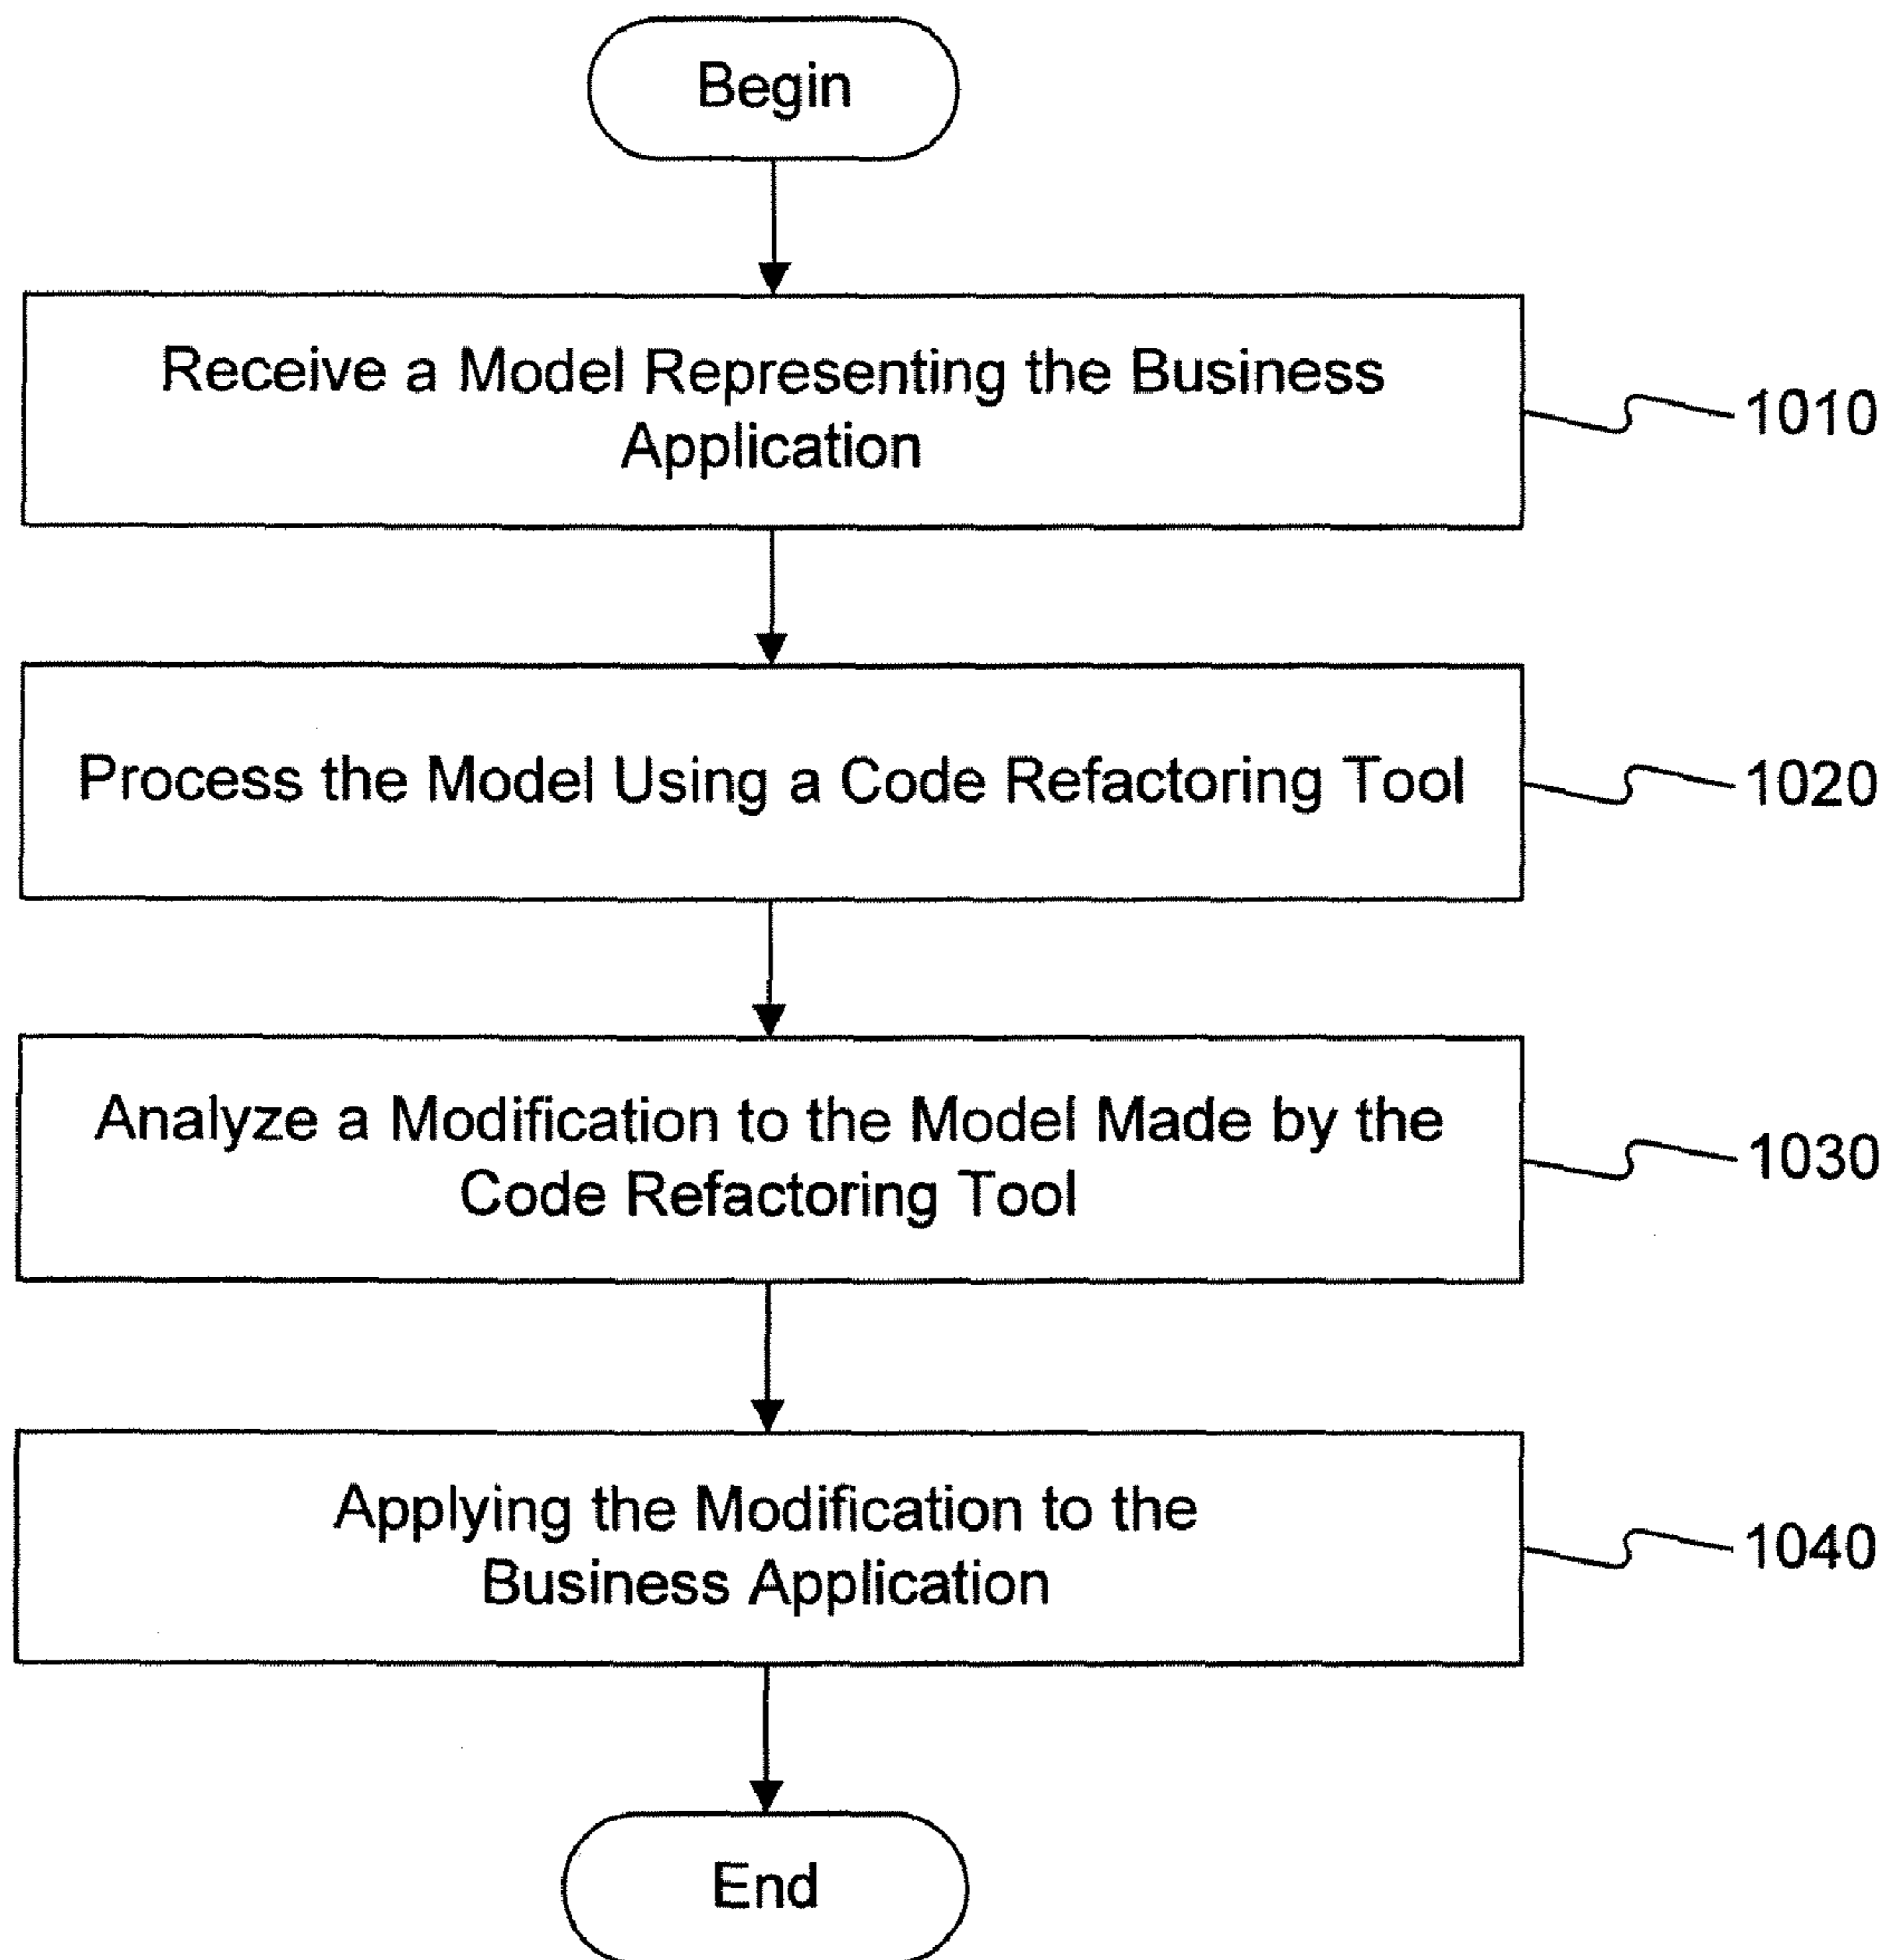 Begin
Receive a Model Representing the Business
Application
1010
Process the Model Using a Code Refactoring Tool
1020
Analyze a Modification to the Model Made by the
Code Refactoring Tool
1030
Applying the Modification to the
Business Application
1040
End